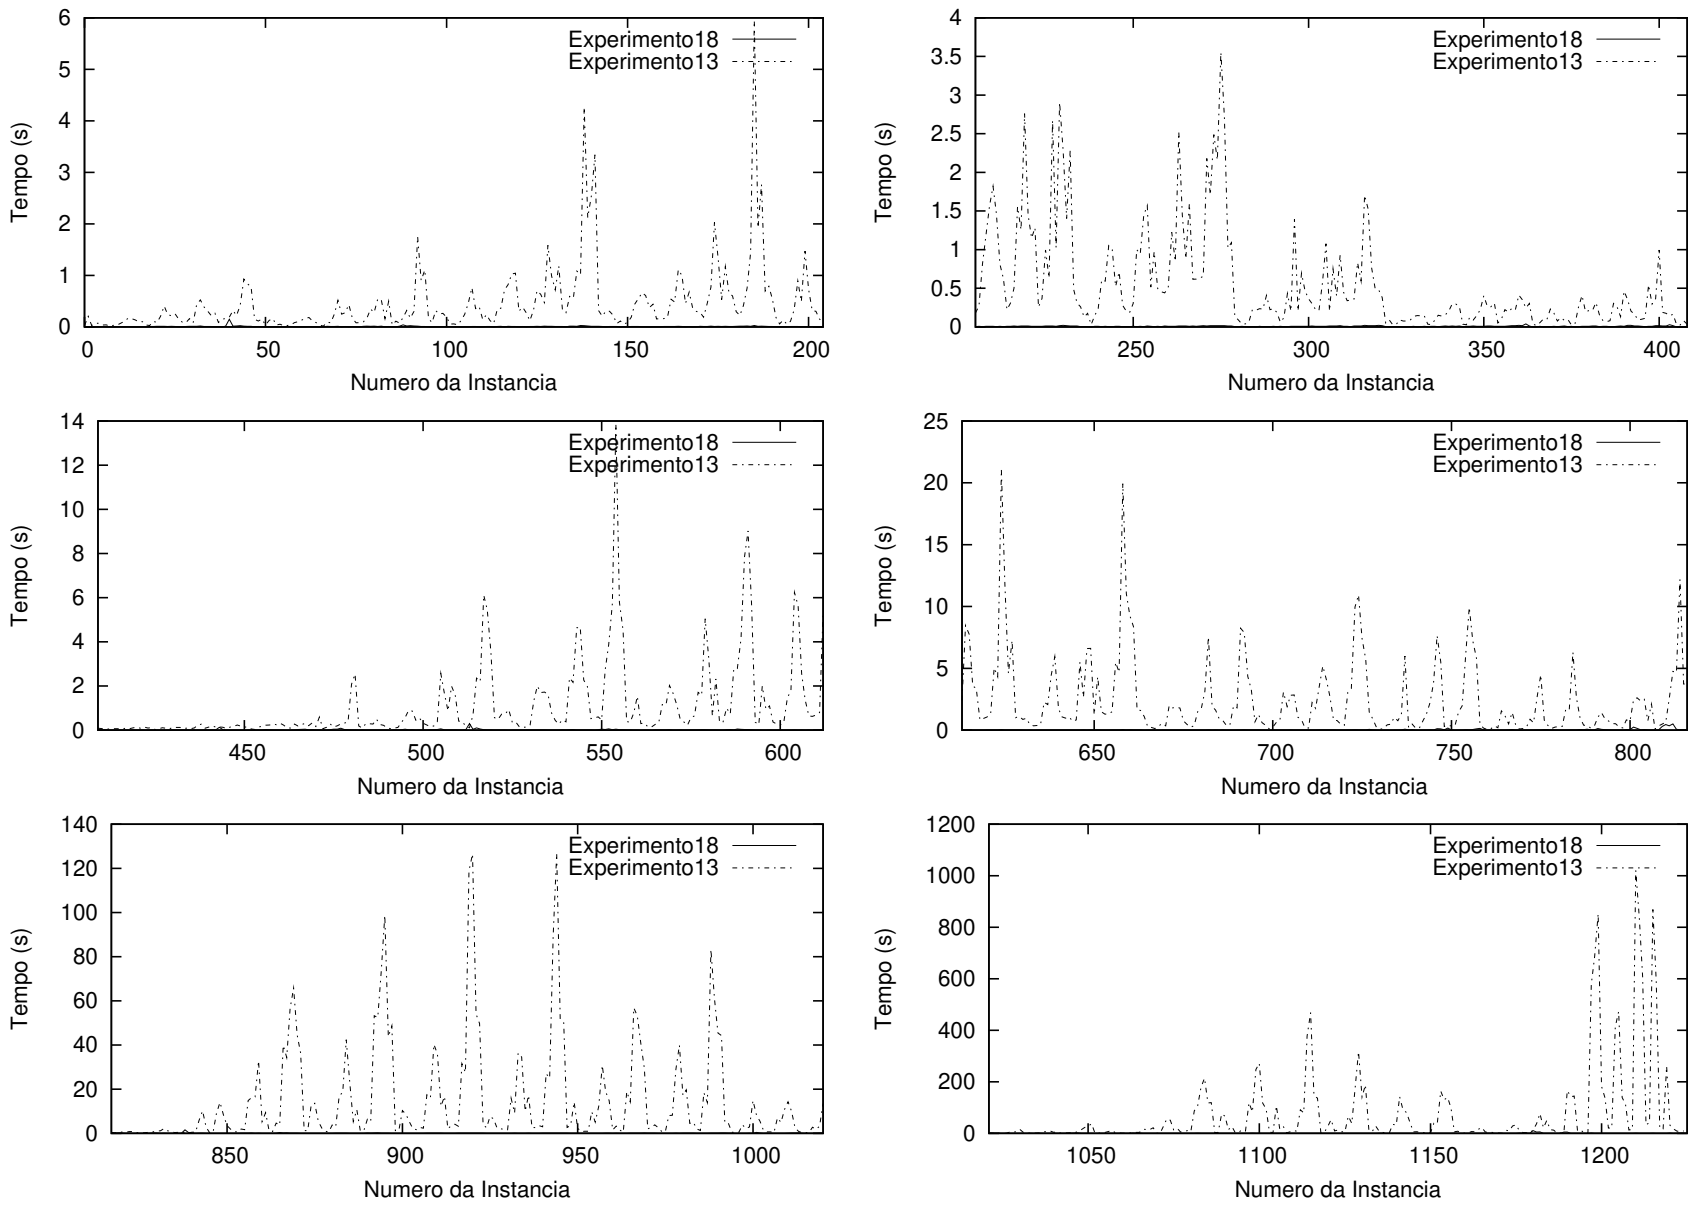 Experimento18
Experimento13
Tempo (s)
6
5
4
3
2
1
0
0 50 100 150 200
Numero da Instancia
Experimento18
Experimento13
Tempo (s)
4
3.5
3
2.5
2
1.5
1
0.5
0
250 300 350 400
Numero da Instancia
Experimento18
Experimento13
Tempo (s)
14
12
10
8
6
4
2
0
450 500 550 600
Numero da Instancia
Experimento18
Experimento13
Tempo (s)
25
20
15
10
5
0
650 700 750 800
Numero da Instancia
Experimento18
Experimento13
Tempo (s)
140
120
100
80
60
40
20
0
850 900 950 1000
Numero da Instancia
Experimento18
Experimento13
Tempo (s)
1200
1000
800
600
400
200
0
1050 1100 1150 1200
Numero da Instancia